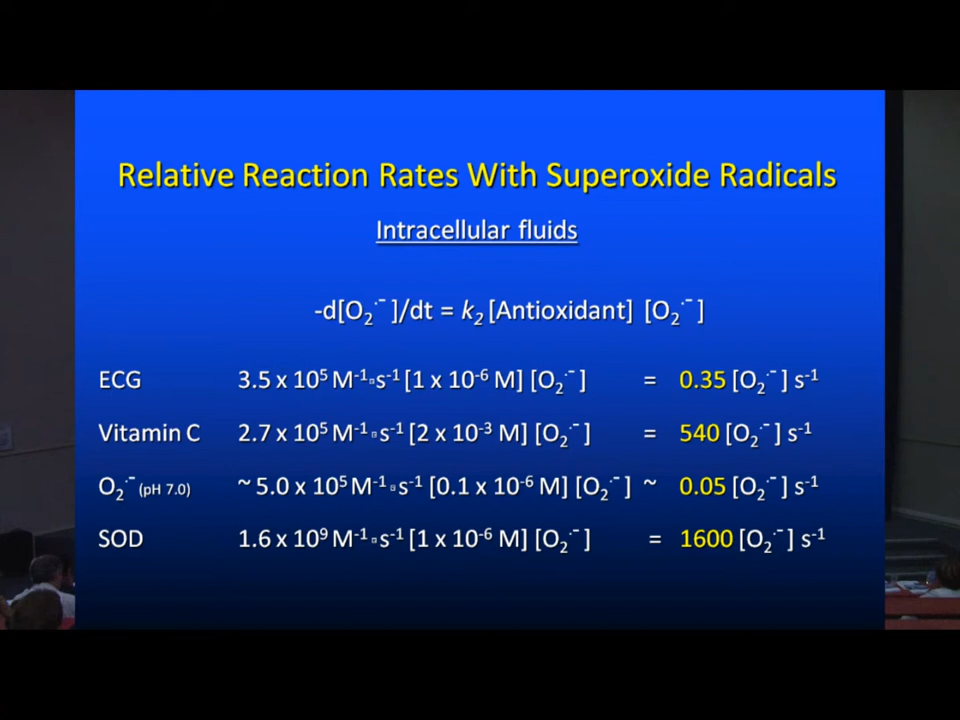 Relative Reaction Rates With Superoxide Radicals
Intracellular fluids
-d[O₂·⁻]/dt = k₂ [Antioxidant] [O₂·⁻]
ECG 3.5 x 10⁵ M⁻¹▫s⁻¹ [1 x 10⁻⁶ M] [O₂·⁻] = 0.35 [O₂·⁻] s⁻¹
Vitamin C 2.7 x 10⁵ M⁻¹▫s⁻¹ [2 x 10⁻³ M] [O₂·⁻] = 540 [O₂·⁻] s⁻¹
O₂·⁻ (pH 7.0) ~ 5.0 x 10⁵ M⁻¹▫s⁻¹ [0.1 x 10⁻⁶ M] [O₂·⁻] ~ 0.05 [O₂·⁻] s⁻¹
SOD 1.6 x 10⁹ M⁻¹▫s⁻¹ [1 x 10⁻⁶ M] [O₂·⁻] = 1600 [O₂·⁻] s⁻¹